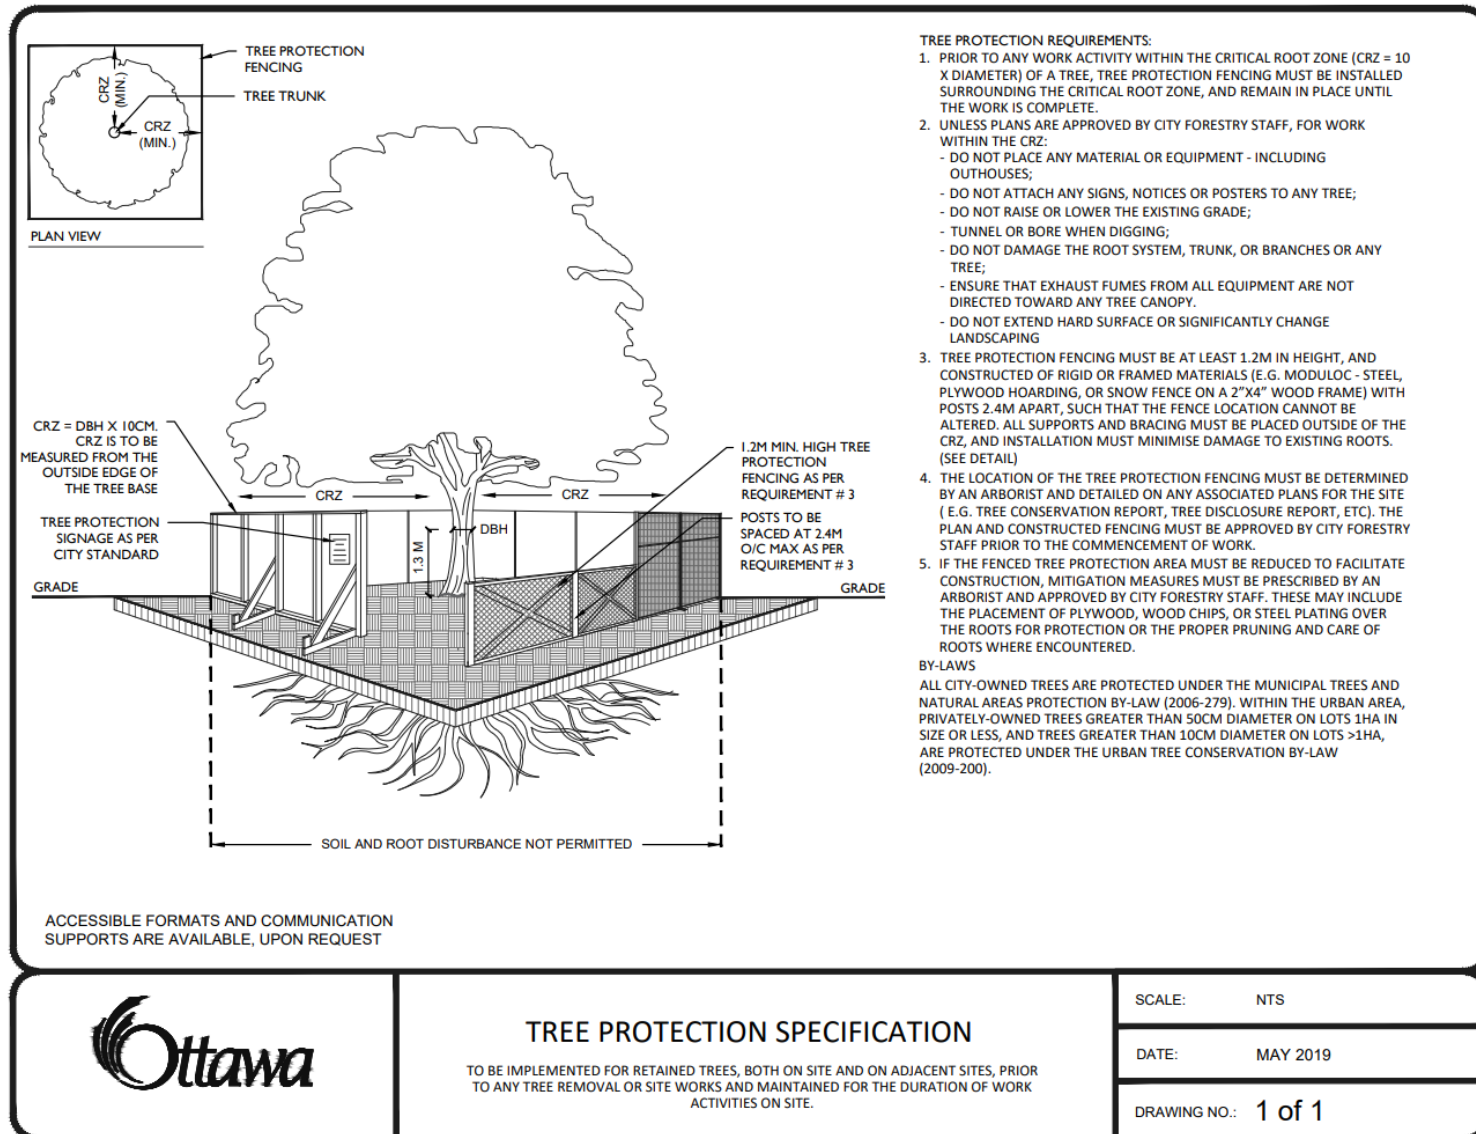 TREE PROTECTION
FENCING
TREE TRUNK
CRZ
(MIN.)
CRZ
(MIN.)
PLAN VIEW
CRZ = DBH X 10CM.
CRZ IS TO BE
MEASURED FROM THE
OUTSIDE EDGE OF
THE TREE BASE
TREE PROTECTION
SIGNAGE AS PER
CITY STANDARD
GRADE
CRZ
CRZ
DBH
1.3 M
1.2M MIN. HIGH TREE
PROTECTION
FENCING AS PER
REQUIREMENT # 3
POSTS TO BE
SPACED AT 2.4M
O/C MAX AS PER
REQUIREMENT # 3
GRADE
SOIL AND ROOT DISTURBANCE NOT PERMITTED
ACCESSIBLE FORMATS AND COMMUNICATION
SUPPORTS ARE AVAILABLE, UPON REQUEST
TREE PROTECTION REQUIREMENTS:
1. PRIOR TO ANY WORK ACTIVITY WITHIN THE CRITICAL ROOT ZONE (CRZ = 10
X DIAMETER) OF A TREE, TREE PROTECTION FENCING MUST BE INSTALLED
SURROUNDING THE CRITICAL ROOT ZONE, AND REMAIN IN PLACE UNTIL
THE WORK IS COMPLETE.
2. UNLESS PLANS ARE APPROVED BY CITY FORESTRY STAFF, FOR WORK
WITHIN THE CRZ:
- DO NOT PLACE ANY MATERIAL OR EQUIPMENT - INCLUDING
OUTHOUSES;
- DO NOT ATTACH ANY SIGNS, NOTICES OR POSTERS TO ANY TREE;
- DO NOT RAISE OR LOWER THE EXISTING GRADE;
- TUNNEL OR BORE WHEN DIGGING;
- DO NOT DAMAGE THE ROOT SYSTEM, TRUNK, OR BRANCHES OR ANY
TREE;
- ENSURE THAT EXHAUST FUMES FROM ALL EQUIPMENT ARE NOT
DIRECTED TOWARD ANY TREE CANOPY.
- DO NOT EXTEND HARD SURFACE OR SIGNIFICANTLY CHANGE
LANDSCAPING
3. TREE PROTECTION FENCING MUST BE AT LEAST 1.2M IN HEIGHT, AND
CONSTRUCTED OF RIGID OR FRAMED MATERIALS (E.G. MODULOC - STEEL,
PLYWOOD HOARDING, OR SNOW FENCE ON A 2"X4" WOOD FRAME) WITH
POSTS 2.4M APART, SUCH THAT THE FENCE LOCATION CANNOT BE
ALTERED. ALL SUPPORTS AND BRACING MUST BE PLACED OUTSIDE OF THE
CRZ, AND INSTALLATION MUST MINIMISE DAMAGE TO EXISTING ROOTS.
(SEE DETAIL)
4. THE LOCATION OF THE TREE PROTECTION FENCING MUST BE DETERMINED
BY AN ARBORIST AND DETAILED ON ANY ASSOCIATED PLANS FOR THE SITE
( E.G. TREE CONSERVATION REPORT, TREE DISCLOSURE REPORT, ETC). THE
PLAN AND CONSTRUCTED FENCING MUST BE APPROVED BY CITY FORESTRY
STAFF PRIOR TO THE COMMENCEMENT OF WORK.
5. IF THE FENCED TREE PROTECTION AREA MUST BE REDUCED TO FACILITATE
CONSTRUCTION, MITIGATION MEASURES MUST BE PRESCRIBED BY AN
ARBORIST AND APPROVED BY CITY FORESTRY STAFF. THESE MAY INCLUDE
THE PLACEMENT OF PLYWOOD, WOOD CHIPS, OR STEEL PLATING OVER
THE ROOTS FOR PROTECTION OR THE PROPER PRUNING AND CARE OF
ROOTS WHERE ENCOUNTERED.
BY-LAWS
ALL CITY-OWNED TREES ARE PROTECTED UNDER THE MUNICIPAL TREES AND
NATURAL AREAS PROTECTION BY-LAW (2006-279). WITHIN THE URBAN AREA,
PRIVATELY-OWNED TREES GREATER THAN 50CM DIAMETER ON LOTS 1HA IN
SIZE OR LESS, AND TREES GREATER THAN 10CM DIAMETER ON LOTS >1HA,
ARE PROTECTED UNDER THE URBAN TREE CONSERVATION BY-LAW
(2009-200).
Ottawa
TREE PROTECTION SPECIFICATION
TO BE IMPLEMENTED FOR RETAINED TREES, BOTH ON SITE AND ON ADJACENT SITES, PRIOR
TO ANY TREE REMOVAL OR SITE WORKS AND MAINTAINED FOR THE DURATION OF WORK
ACTIVITIES ON SITE.
SCALE: NTS
DATE: MAY 2019
DRAWING NO.: 1 of 1